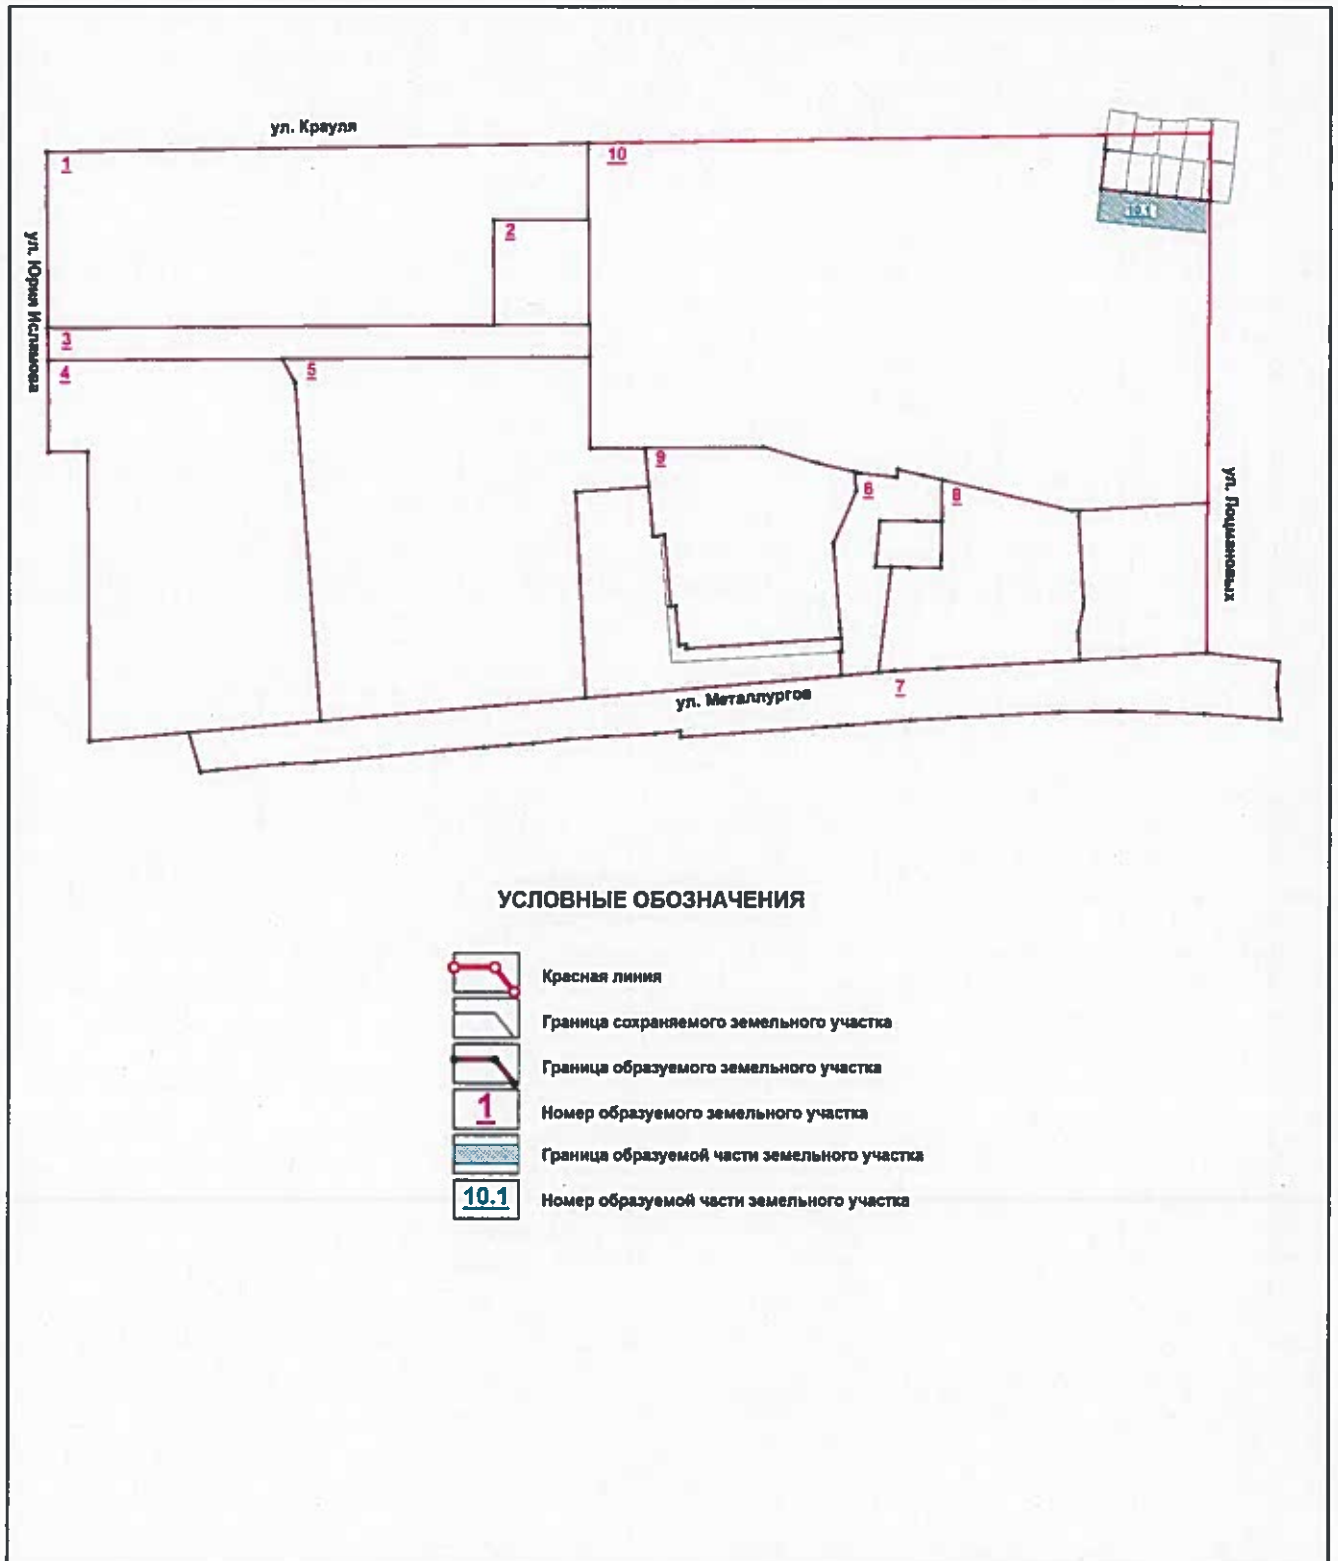 ул. Крауля
1
10
10.1
2
ул. Юрия Исламова
3
4
5
9
6
8
ул. Лоцмановых
7
ул. Металлургов
УСЛОВНЫЕ ОБОЗНАЧЕНИЯ
Красная линия
Граница сохраняемого земельного участка
Граница образуемого земельного участка
1 Номер образуемого земельного участка
Граница образуемой части земельного участка
10.1 Номер образуемой части земельного участка